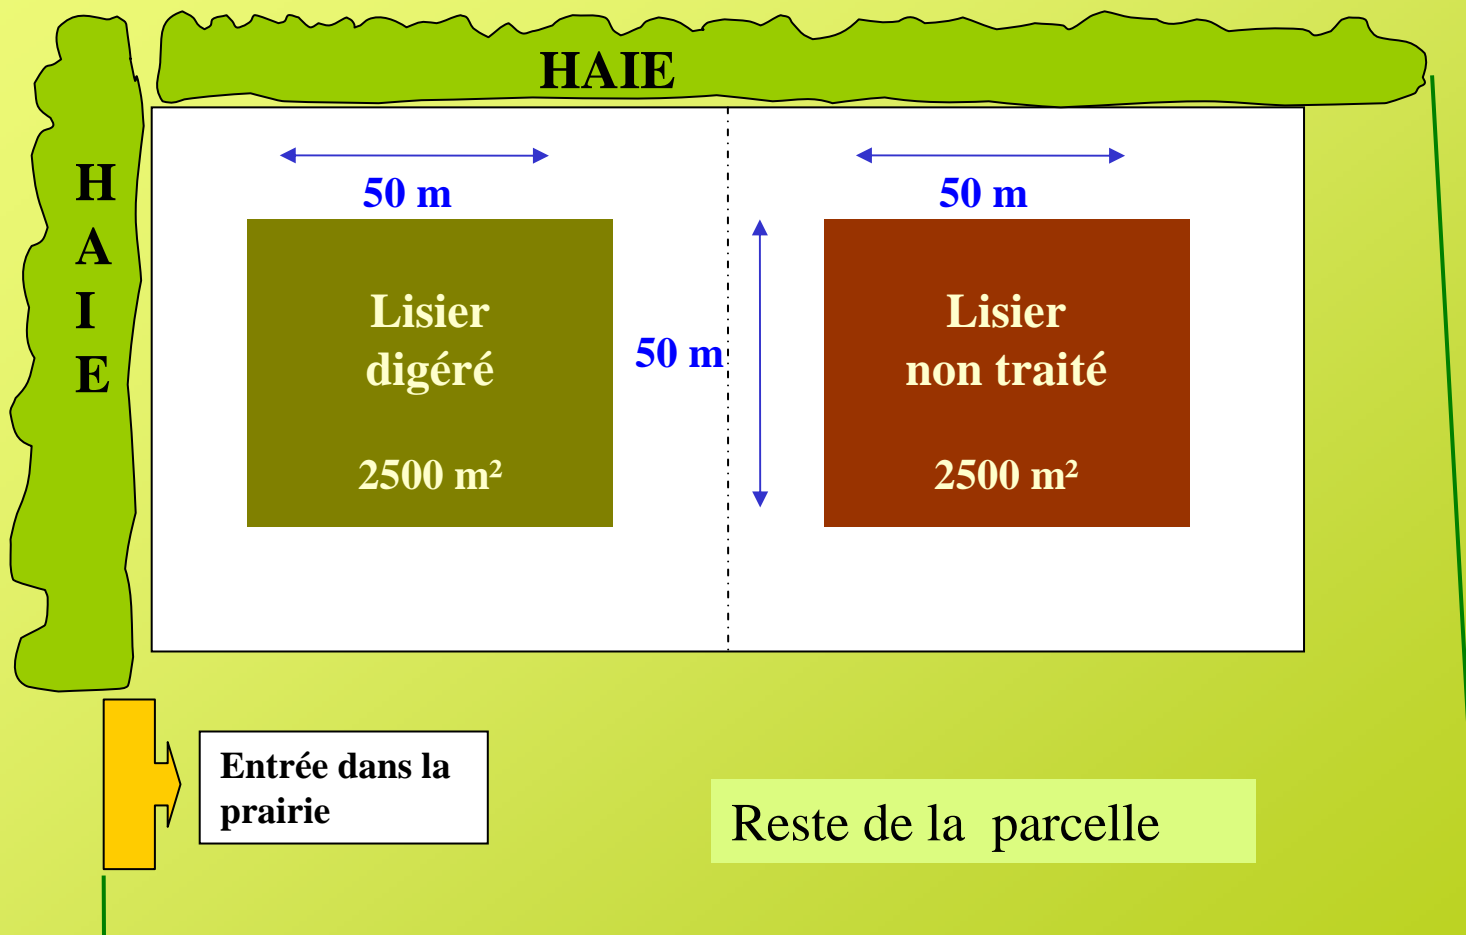 HAIE
H
A
I
E
50 m
50 m
Lisier
digéré
2500 m²
50 m
Lisier
non traité
2500 m²
Entrée dans la
prairie
Reste de la  parcelle